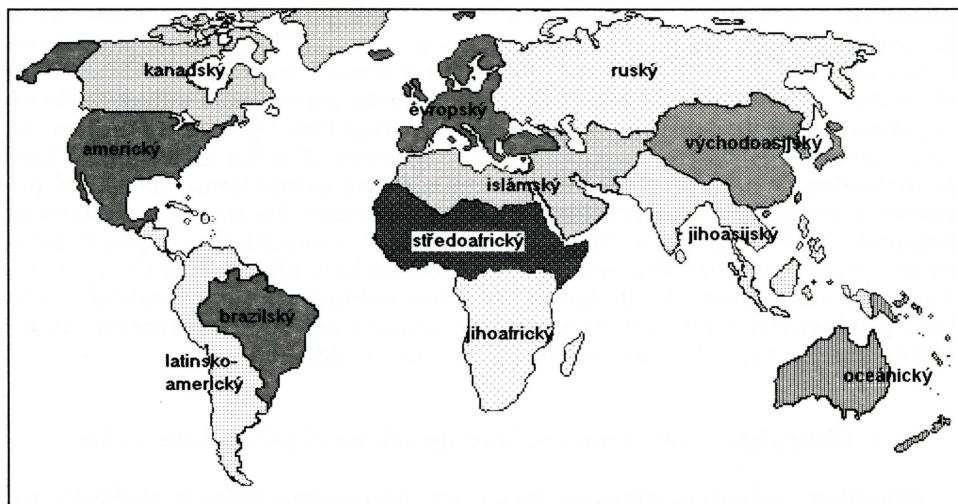 kanadský
ruský
evropský
americký
východoasijský
islámský
středoafrický
jihoasijský
brazilský
jihoafrický
latinsko-
americký
oceánický